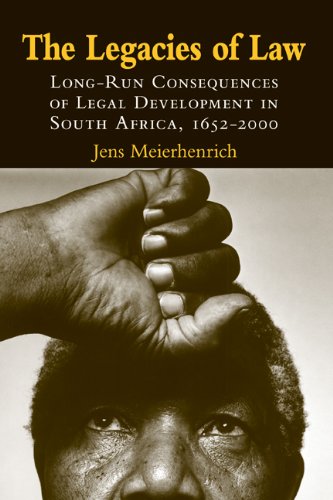 The Legacies of Law
Long-Run Consequences
of Legal Development in
South Africa, 1652–2000
Jens Meierhenrich